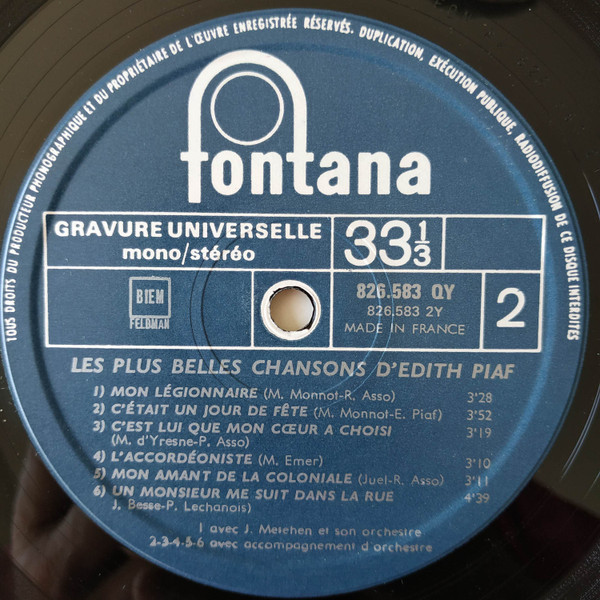 TOUS DROITS DU PRODUCTEUR PHONOGRAPHIQUE ET DU PROPRIÉTAIRE DE L'ŒUVRE ENREGISTRÉE RÉSERVÉS. DUPLICATION, EXÉCUTION PUBLIQUE, RADIODIFFUSION DE CE DISQUE INTERDITES
fontana
GRAVURE UNIVERSELLE
mono/stéréo
33 1/3
BIEM
FELDMAN
826.583 QY
826.583 2Y
MADE IN FRANCE
2
LES PLUS BELLES CHANSONS D'EDITH PIAF
1) MON LÉGIONNAIRE (M. Monnot-R. Asso) 3'28
2) C'ÉTAIT UN JOUR DE FÊTE (M. Monnot-E. Piaf) 3'52
3) C'EST LUI QUE MON CŒUR A CHOISI 3'19
(M. d'Yresne-P. Asso)
4) L'ACCORDÉONISTE (M. Emer) 3'10
5) MON AMANT DE LA COLONIALE (Juel-R. Asso) 3'11
6) UN MONSIEUR ME SUIT DANS LA RUE 4'39
J. Besse-P. Lechanois)
1 avec J. Metehen et son orchestre
2-3-4-5-6 avec accompagnement d'orchestre